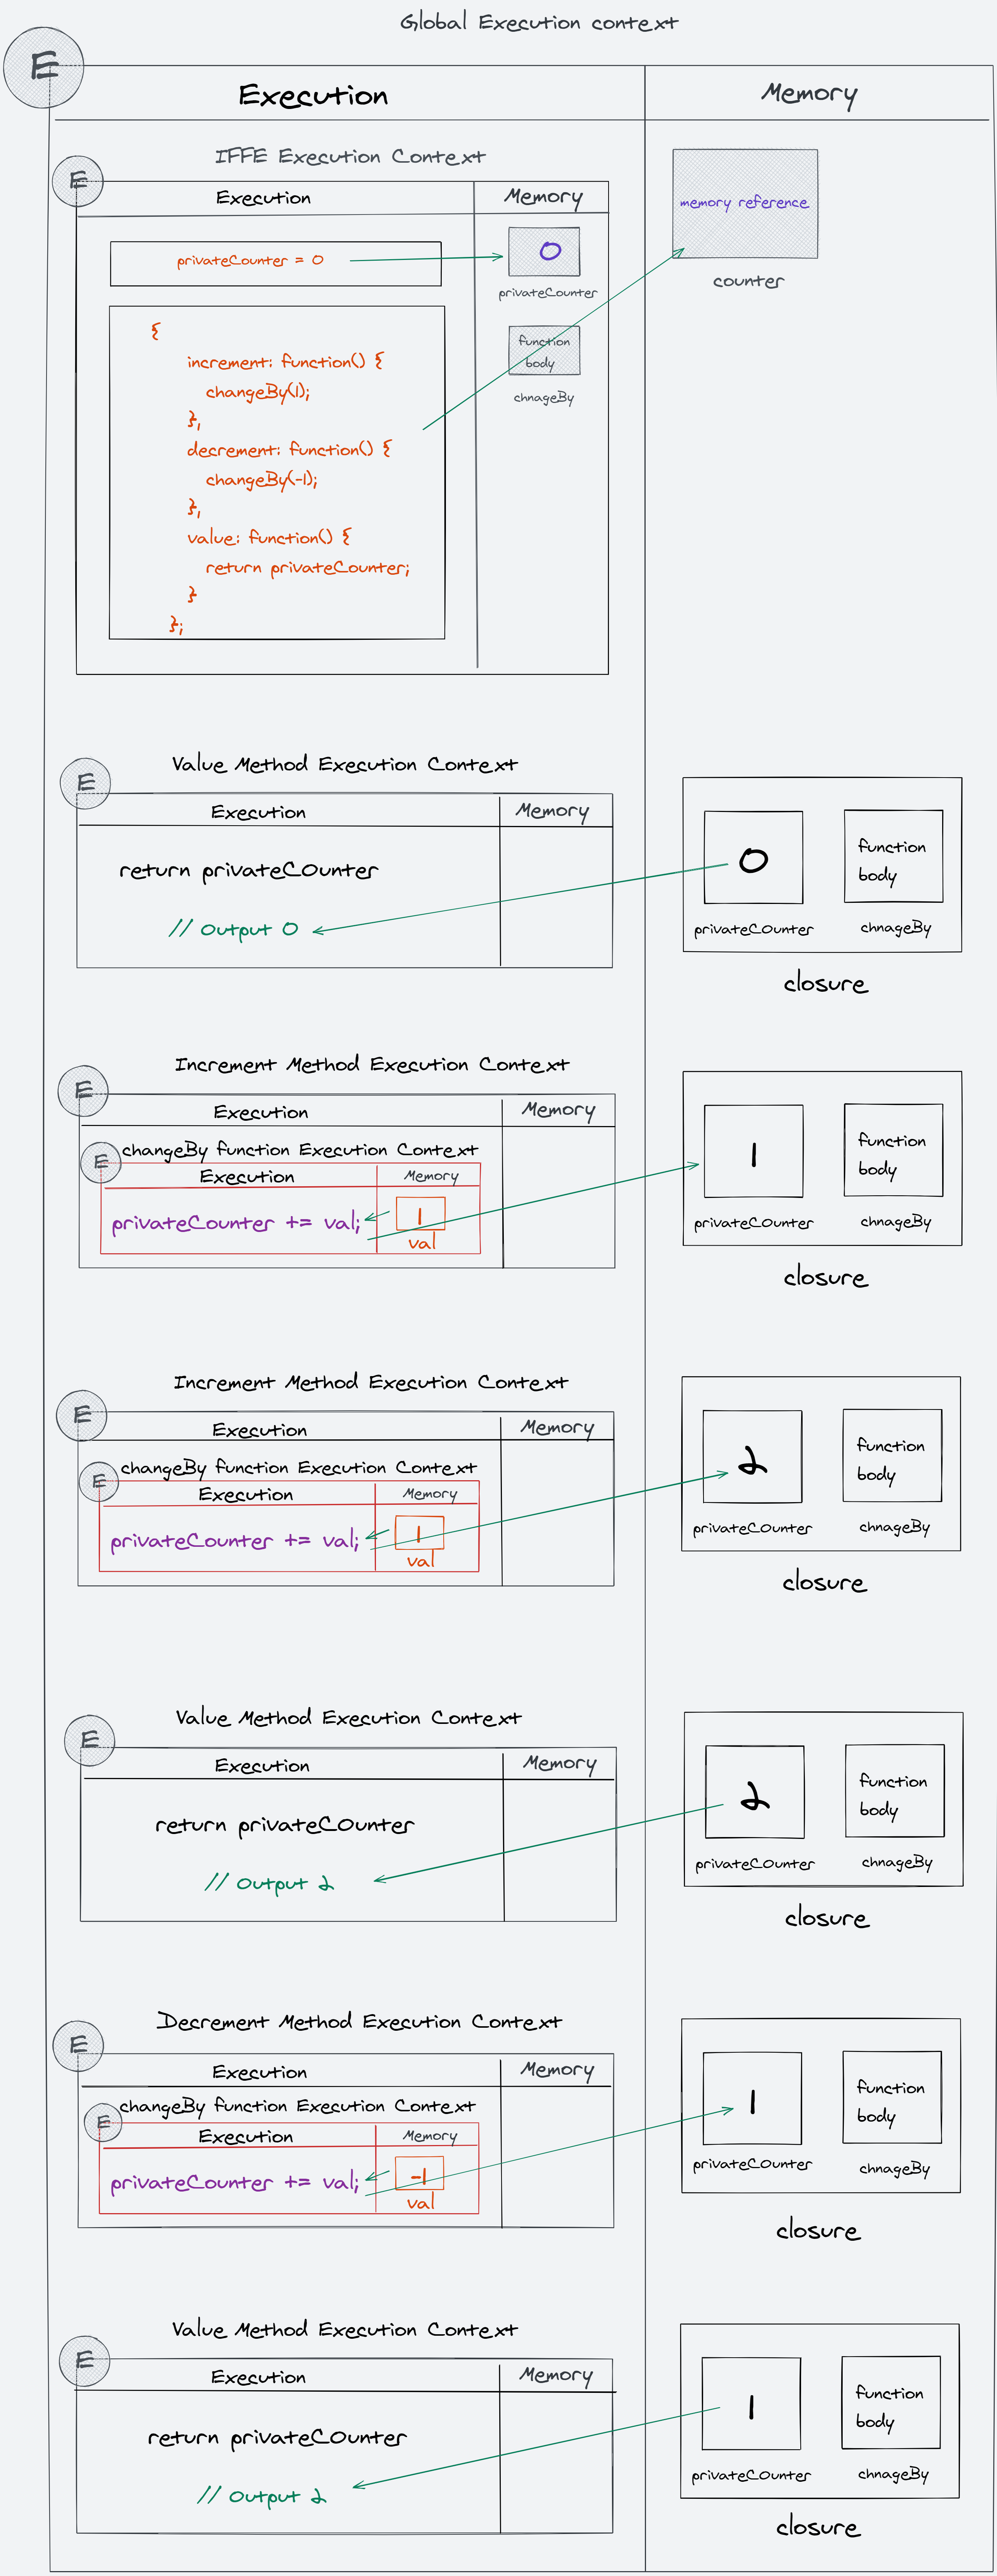 Global Execution context
E
Execution
Memory
IFFE Execution Context
E
Execution
Memory
privateCounter = 0
0
privateCounter
function
body
chnageBy
memory reference
counter
{
increment: function() {
changeBy(1);
},
decrement: function() {
changeBy(-1);
},
value: function() {
return privateCounter;
}
};
Value Method Execution Context
E
Execution
Memory
return privateCOunter
// Output 0
0
privateCOunter
function
body
chnageBy
closure
Increment Method Execution Context
E
Execution
Memory
changeBy function Execution Context
E
Execution
Memory
privateCounter += val;
1
val
1
privateCOunter
function
body
chnageBy
closure
Increment Method Execution Context
E
Execution
Memory
changeBy function Execution Context
E
Execution
Memory
privateCounter += val;
1
val
2
privateCOunter
function
body
chnageBy
closure
Value Method Execution Context
E
Execution
Memory
return privateCOunter
// Output 2
2
privateCOunter
function
body
chnageBy
closure
Decrement Method Execution Context
E
Execution
Memory
changeBy function Execution Context
E
Execution
Memory
privateCounter += val;
-1
val
1
privateCOunter
function
body
chnageBy
closure
Value Method Execution Context
E
Execution
Memory
return privateCOunter
// Output 2
1
privateCOunter
function
body
chnageBy
closure